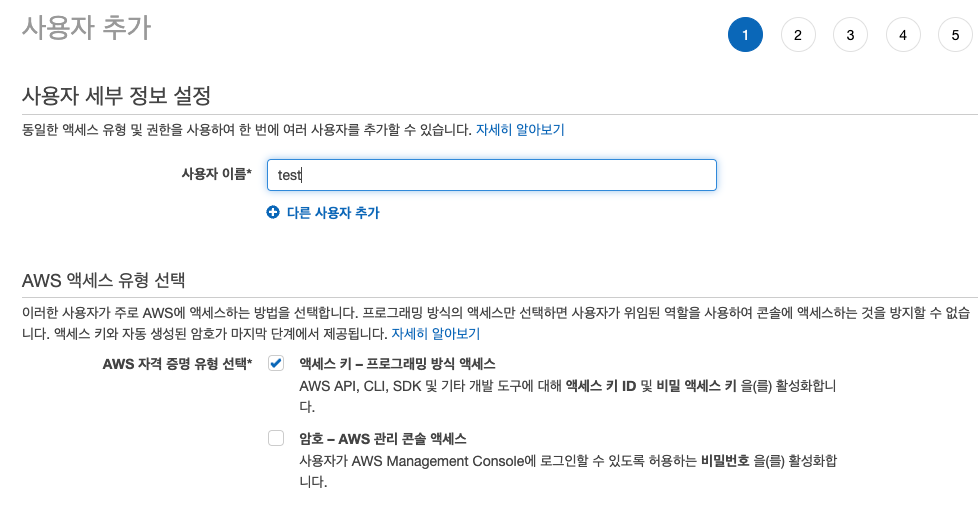 사용자 추가
1 2 3 4 5
사용자 세부 정보 설정
동일한 액세스 유형 및 권한을 사용하여 한 번에 여러 사용자를 추가할 수 있습니다. 자세히 알아보기
사용자 이름* test
다른 사용자 추가
AWS 액세스 유형 선택
이러한 사용자가 주로 AWS에 액세스하는 방법을 선택합니다. 프로그래밍 방식의 액세스만 선택하면 사용자가 위임된 역할을 사용하여 콘솔에 액세스하는 것을 방지할 수 없습
니다. 액세스 키와 자동 생성된 암호가 마지막 단계에서 제공됩니다. 자세히 알아보기
AWS 자격 증명 유형 선택* 액세스 키 – 프로그래밍 방식 액세스
AWS API, CLI, SDK 및 기타 개발 도구에 대해 액세스 키 ID 및 비밀 액세스 키 을(를) 활성화합니
다.
암호 – AWS 관리 콘솔 액세스
사용자가 AWS Management Console에 로그인할 수 있도록 허용하는 비밀번호 을(를) 활성화합
니다.